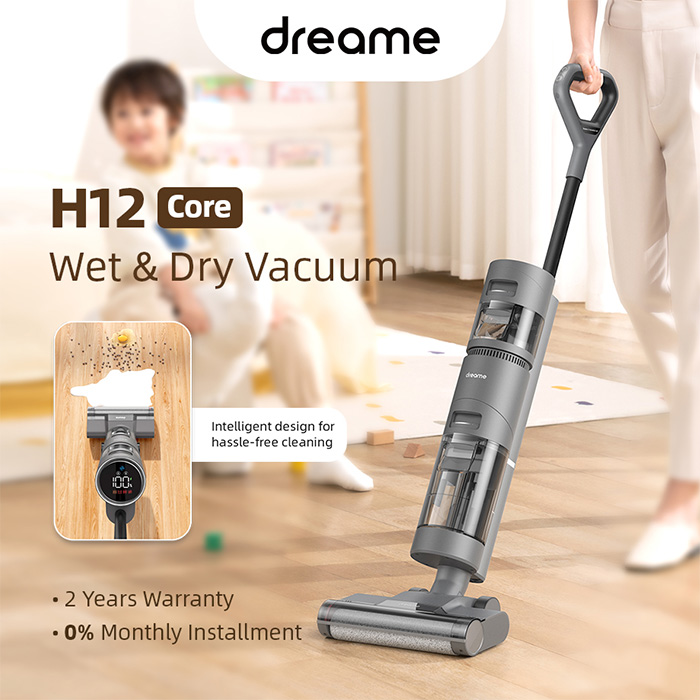 dreame
H12 Core
Wet & Dry Vacuum
dreame
Intelligent design for
hassle-free cleaning
100%
• 2 Years Warranty
• 0% Monthly Installment